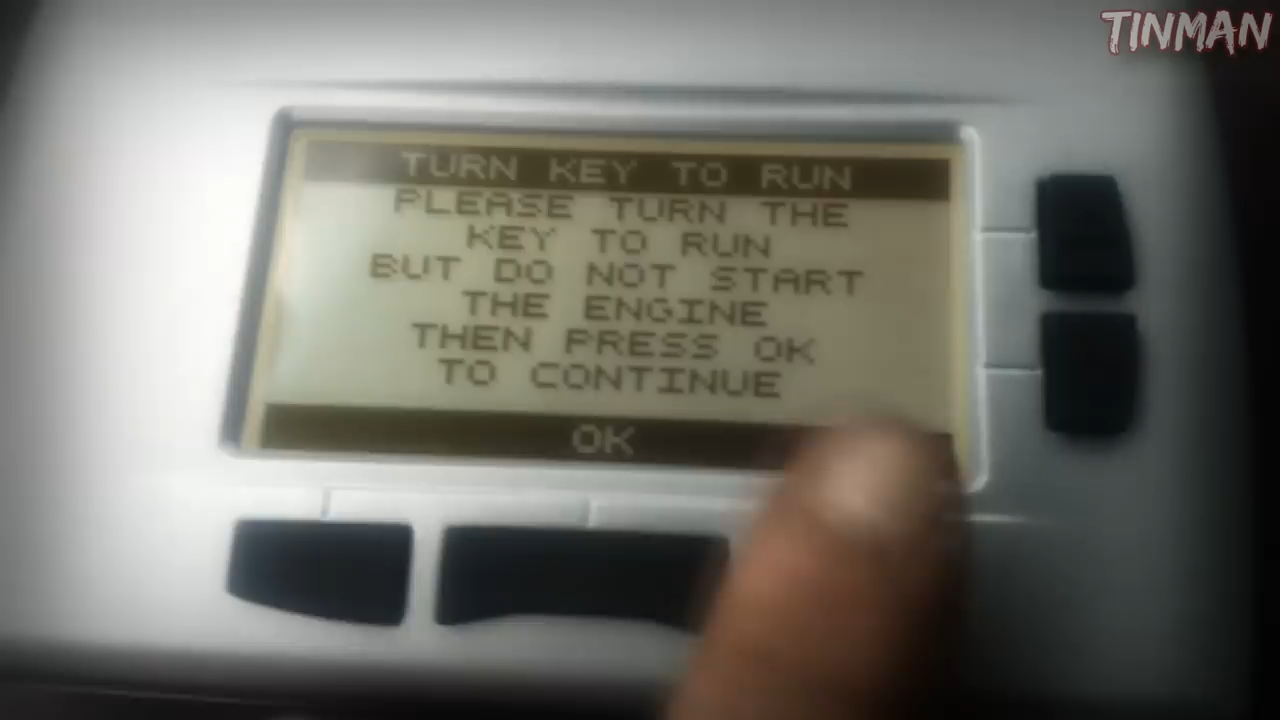 TINMAN
TURN KEY TO RUN
PLEASE TURN THE
KEY TO RUN
BUT DO NOT START
THE ENGINE
THEN PRESS OK
TO CONTINUE
OK